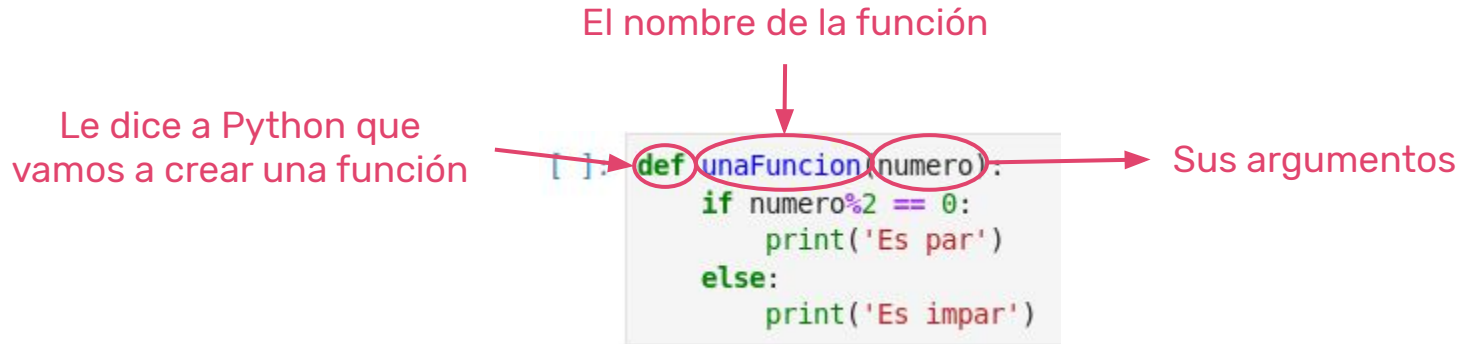 El nombre de la función
Le dice a Python que
vamos a crear una función
[ ]: def unaFuncion(numero):
Sus argumentos
if numero%2 == 0:
print('Es par')
else:
print('Es impar')